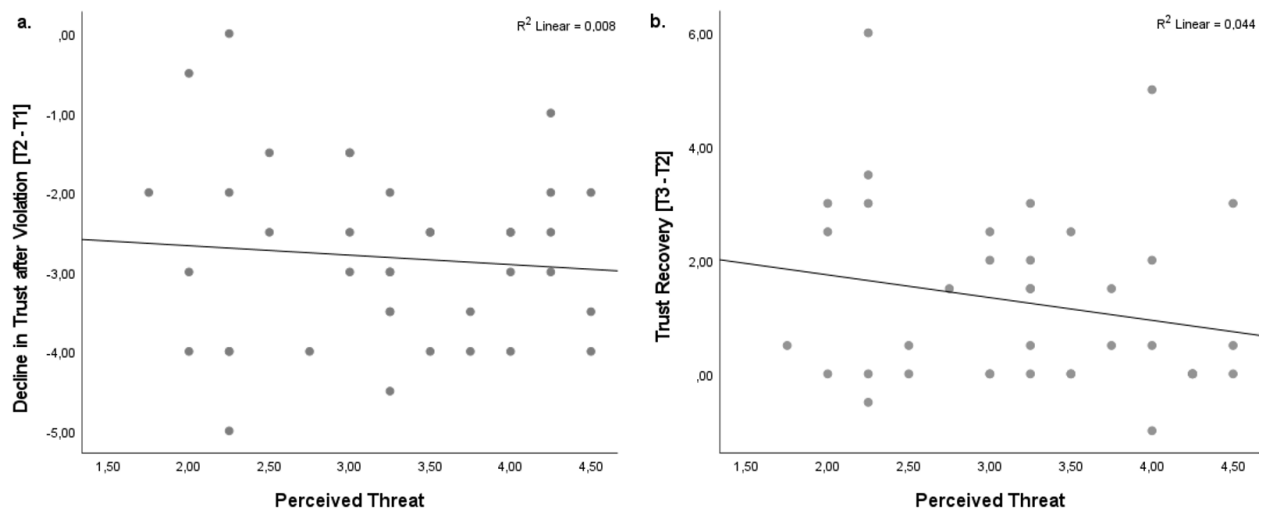 a.
R² Linear = 0,008
Decline in Trust after Violation [T2 - T1]
,00
-1,00
-2,00
-3,00
-4,00
-5,00
1,50 2,00 2,50 3,00 3,50 4,00 4,50
Perceived Threat
b.
R² Linear = 0,044
Trust Recovery [T3 - T2]
6,00
4,00
2,00
,00
1,50 2,00 2,50 3,00 3,50 4,00 4,50
Perceived Threat